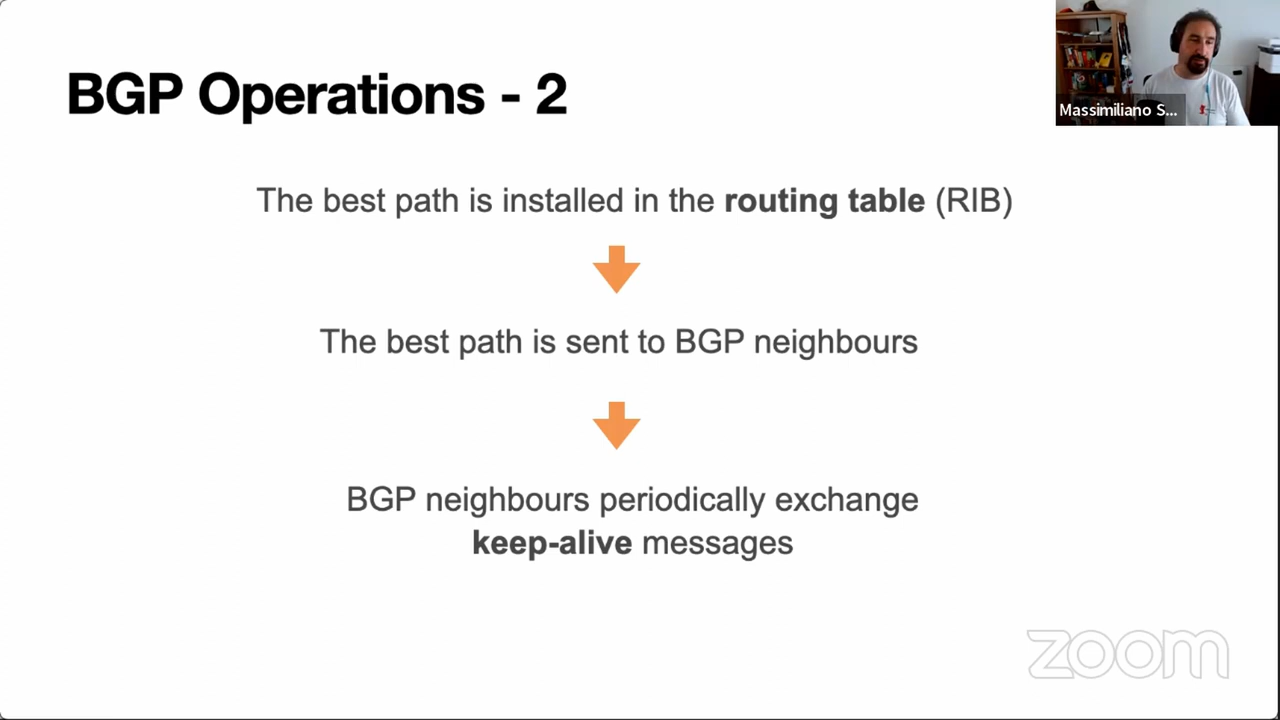 BGP Operations - 2
Massimiliano S...
The best path is installed in the routing table (RIB)
The best path is sent to BGP neighbours
BGP neighbours periodically exchange
keep-alive messages
zoom